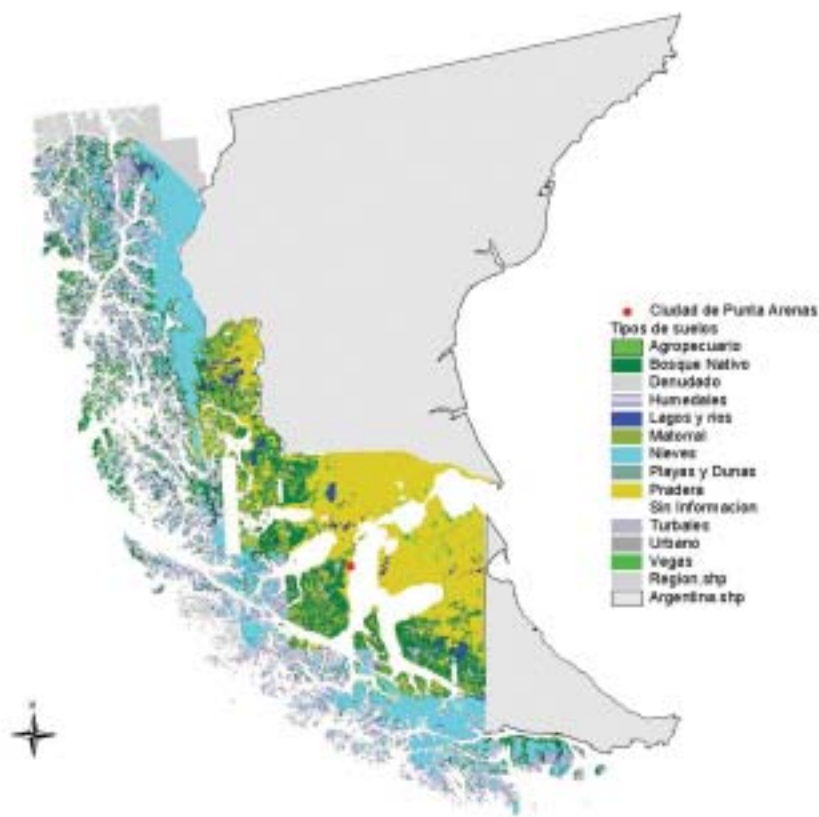 Ciudad de Punta Arenas
Tipos de suelos
Agropecuario
Bosque Nativo
Denudado
Humedales
Lagos y rios
Matorral
Nieves
Playas y Dunas
Pradera
Sin Informacion
Turbales
Urbano
Vegas
Region.shp
Argentina.shp